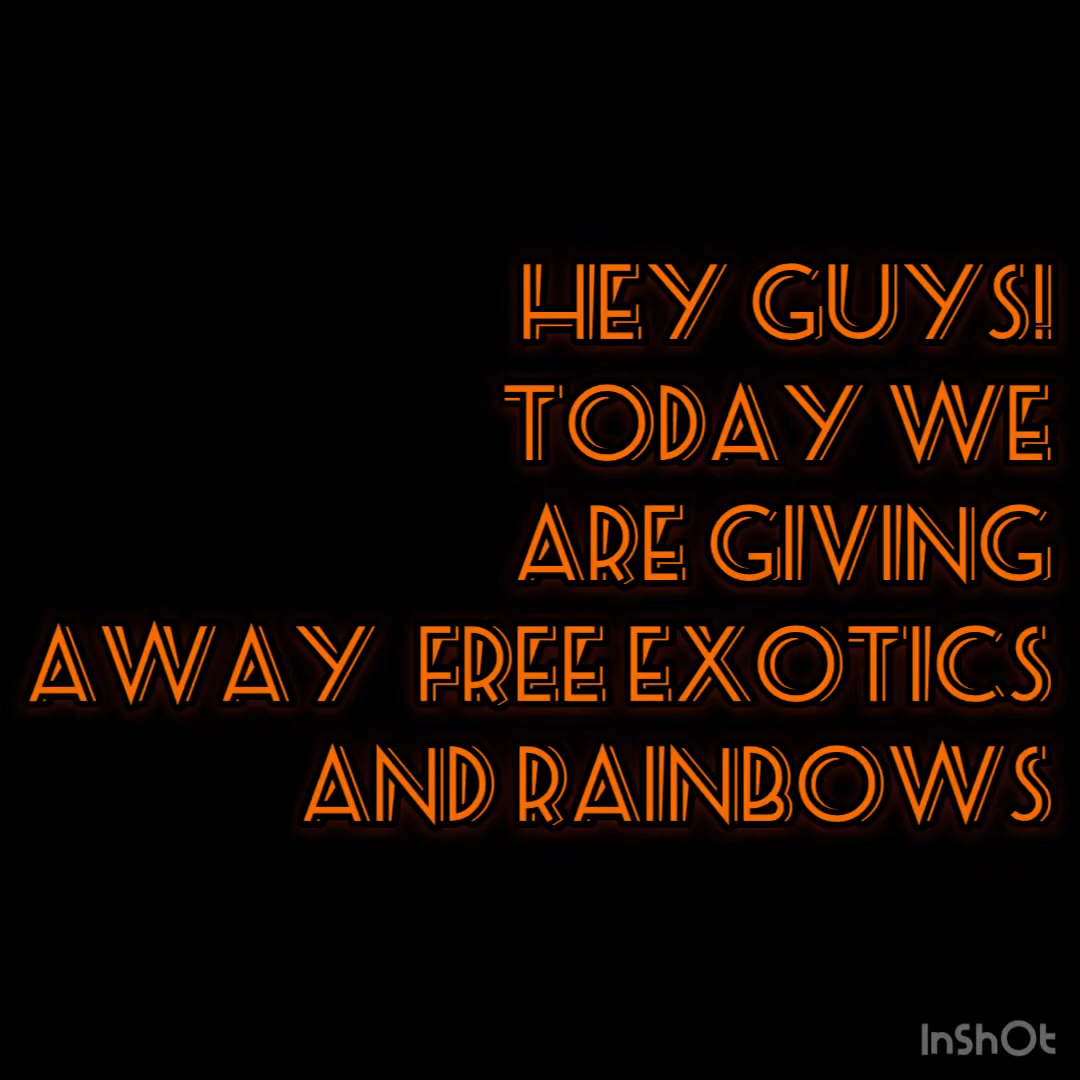 HEY GUYS!
TODAY WE
ARE GIVING
AWAY FREE EXOTICS
AND RAINBOWS
InShOt